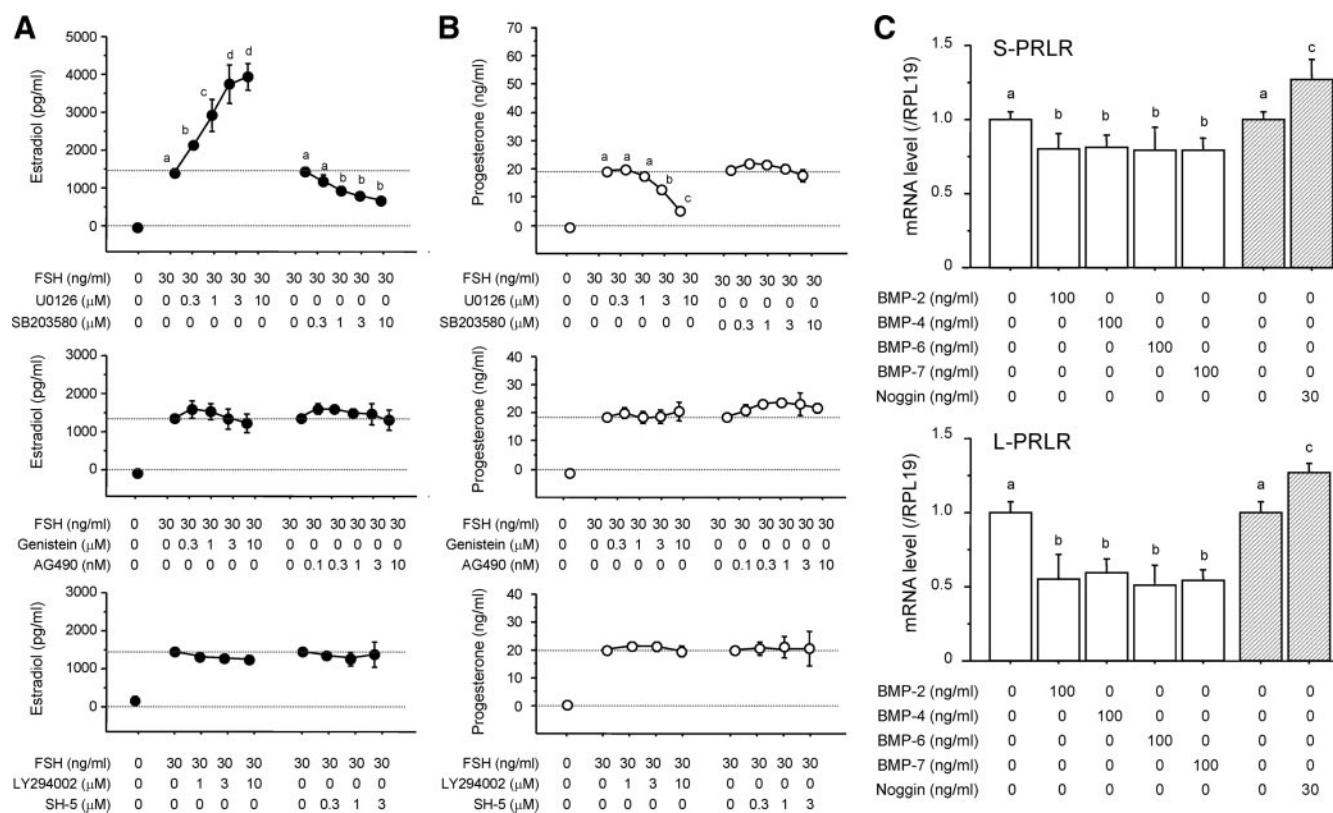 A
5000
4000
3000
2000
1000
0
Estradiol (pg/ml)
a b c d d
a a b b b
FSH (ng/ml) 0 30 30 30 30 30 30 30 30 30 30
U0126 (μM) 0 0 0.3 1 3 10 0 0 0 0 0
SB203580 (μM) 0 0 0 0 0 0 0 0.3 1 3 10
3000
2000
1000
0
Estradiol (pg/ml)
FSH (ng/ml) 0 30 30 30 30 30 30 30 30 30 30 30
Genistein (μM) 0 0 0.3 1 3 10 0 0 0 0 0 0
AG490 (nM) 0 0 0 0 0 0 0 0.1 0.3 1 3 10
3000
2000
1000
0
Estradiol (pg/ml)
FSH (ng/ml) 0 30 30 30 30 30 30 30 30
LY294002 (μM) 0 0 1 3 10 0 0 0 0
SH-5 (μM) 0 0 0 0 0 0 0.3 1 3
B
70
60
50
40
30
20
10
0
Progesterone (ng/ml)
a a a b c
FSH (ng/ml) 0 30 30 30 30 30 30 30 30 30 30
U0126 (μM) 0 0 0.3 1 3 10 0 0 0 0 0
SB203580 (μM) 0 0 0 0 0 0 0 0.3 1 3 10
40
30
20
10
0
Progesterone (ng/ml)
FSH (ng/ml) 0 30 30 30 30 30 30 30 30 30 30 30
Genistein (μM) 0 0 0.3 1 3 10 0 0 0 0 0 0
AG490 (nM) 0 0 0 0 0 0 0 0.1 0.3 1 3 10
40
30
20
10
0
Progesterone (ng/ml)
FSH (ng/ml) 0 30 30 30 30 30 30 30 30
LY294002 (μM) 0 0 1 3 10 0 0 0 0
SH-5 (μM) 0 0 0 0 0 0 0.3 1 3
C
S-PRLR
1.5
1.0
0.5
0
mRNA level (/RPL19)
a b b b b a c
BMP-2 (ng/ml) 0 100 0 0 0 0 0
BMP-4 (ng/ml) 0 0 100 0 0 0 0
BMP-6 (ng/ml) 0 0 0 100 0 0 0
BMP-7 (ng/ml) 0 0 0 0 100 0 0
Noggin (ng/ml) 0 0 0 0 0 0 30
L-PRLR
1.5
1.0
0.5
0
mRNA level (/RPL19)
a b b b b a c
BMP-2 (ng/ml) 0 100 0 0 0 0 0
BMP-4 (ng/ml) 0 0 100 0 0 0 0
BMP-6 (ng/ml) 0 0 0 100 0 0 0
BMP-7 (ng/ml) 0 0 0 0 100 0 0
Noggin (ng/ml) 0 0 0 0 0 0 30